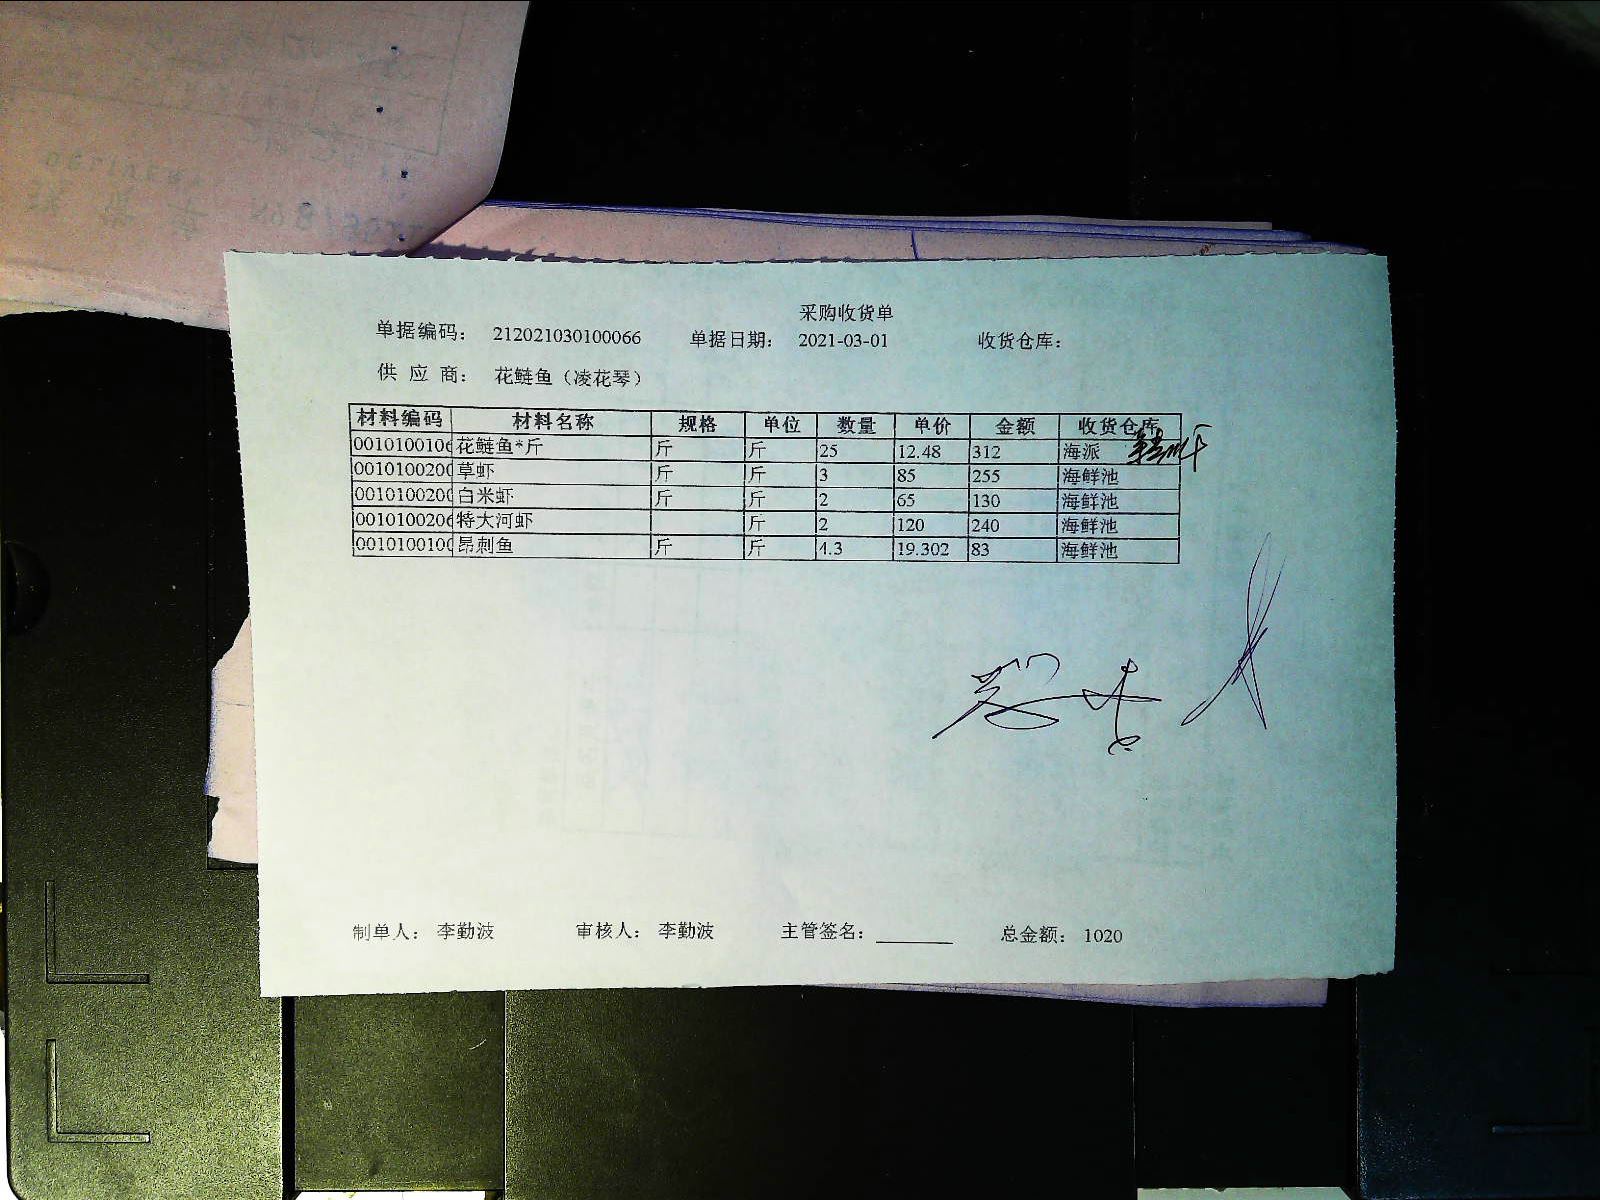 采购收货单
单据编码: 212021030100066 单据日期: 2021-03-01 收货仓库:
供 应 商: 花鲢鱼（凌花琴）
材料编码 材料名称 规格 单位 数量 单价 金额 收货仓库
001010010 花鲢鱼*斤 斤 斤 25 12.48 312 海派
001010020 草虾 斤 斤 3 85 255 海鲜池
001010020 白米虾 斤 斤 2 65 130 海鲜池
001010020 特大河虾 斤 2 120 240 海鲜池
001010010 昂刺鱼 斤 斤 4.3 19.302 83 海鲜池
制单人: 李勤波 审核人: 李勤波 主管签名: ________ 总金额: 1020